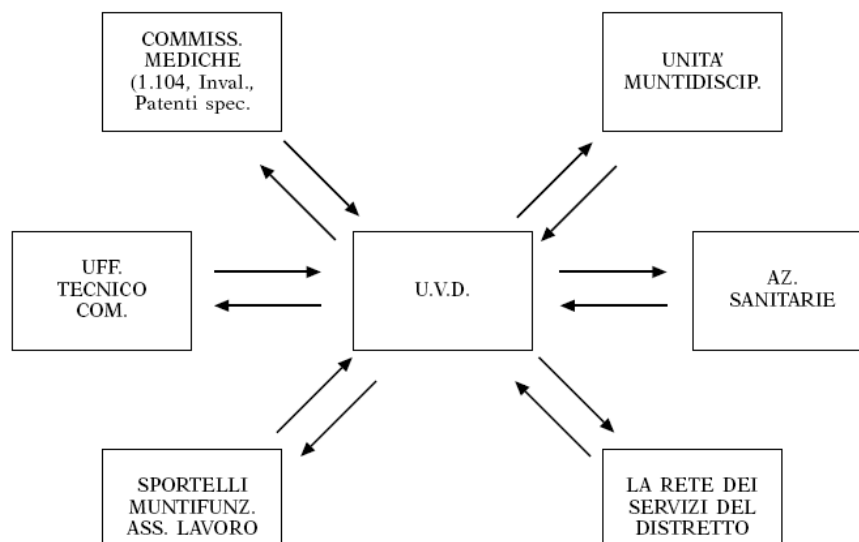 COMMISS.
MEDICHE
(1.104, Inval.,
Patenti spec.
UNITA'
MUNTIDISCIP.
UFF.
TECNICO
COM.
U.V.D.
AZ.
SANITARIE
SPORTELLI
MUNTIFUNZ.
ASS. LAVORO
LA RETE DEI
SERVIZI DEL
DISTRETTO